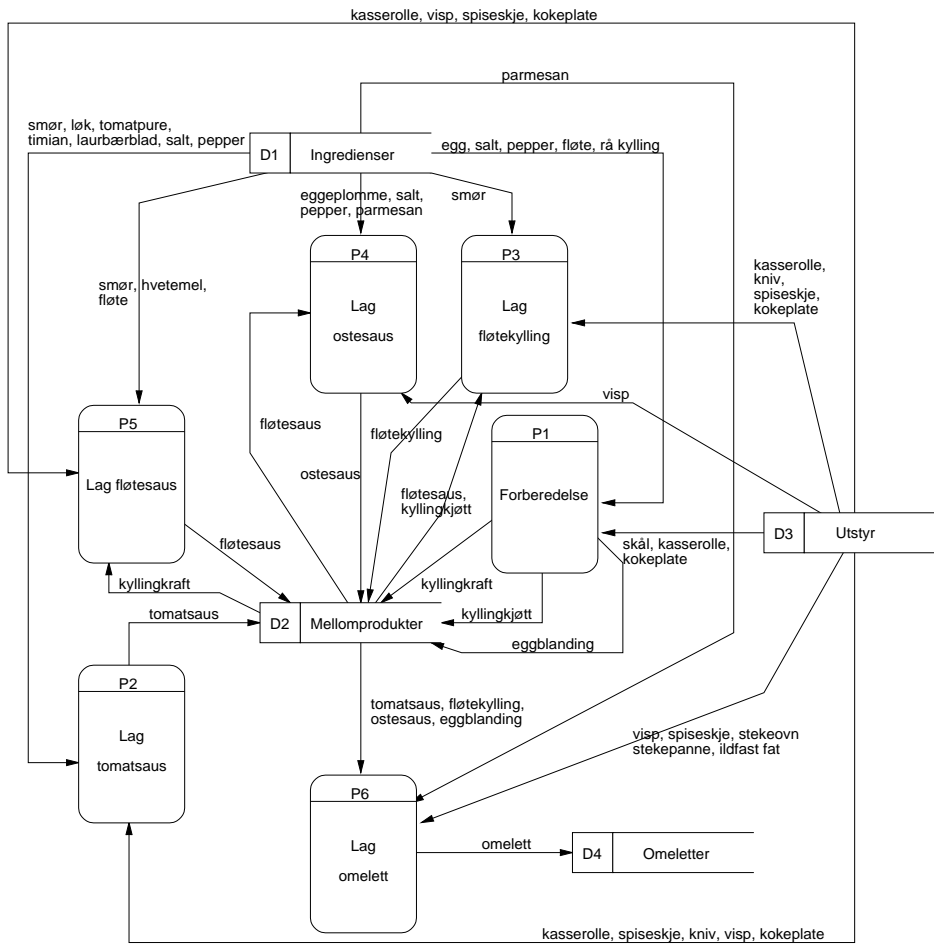 kasserolle, visp, spiseskje, kokeplate
parmesan
smør, løk, tomatpure,
timian, laurbærblad, salt, pepper
D1
Ingredienser
egg, salt, pepper, fløte, rå kylling
eggeplomme, salt,
pepper, parmesan
smør
P4
Lag
ostesaus
P3
Lag
fløtekylling
kasserolle,
kniv,
spiseskje,
kokeplate
smør, hvetemel,
fløte
visp
P5
Lag fløtesaus
fløtesaus
fløtekylling
P1
Forberedelse
ostesaus
fløtesaus,
kyllingkjøtt
D3
Utstyr
skål, kasserolle,
kokeplate
fløtesaus
kyllingkraft
kyllingkraft
tomatsaus
D2
Mellomprodukter
kyllingkjøtt
eggblanding
P2
Lag
tomatsaus
tomatsaus, fløtekylling,
ostesaus, eggblanding
visp, spiseskje, stekeovn
stekepanne, ildfast fat
P6
Lag
omelett
omelett
D4
Omeletter
kasserolle, spiseskje, kniv, visp, kokeplate